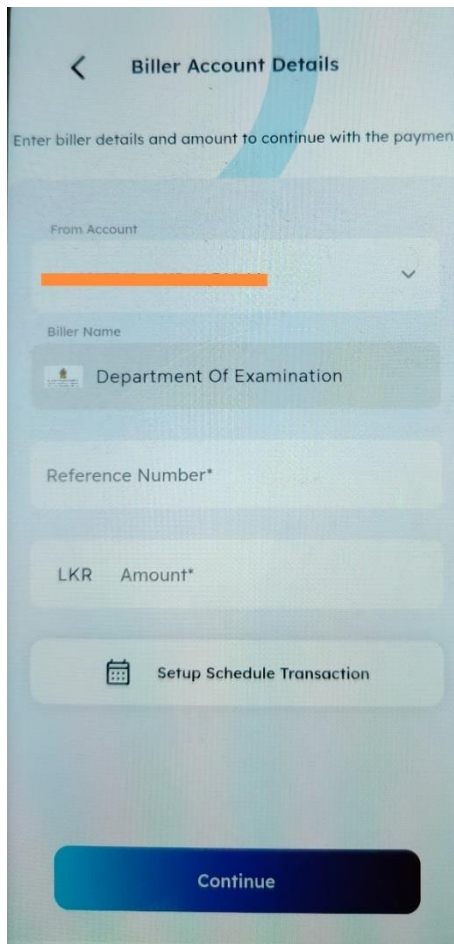 Biller Account Details
Enter biller details and amount to continue with the paymen
From Account
Biller Name
Department Of Examination
Reference Number*
LKR Amount*
Setup Schedule Transaction
Continue